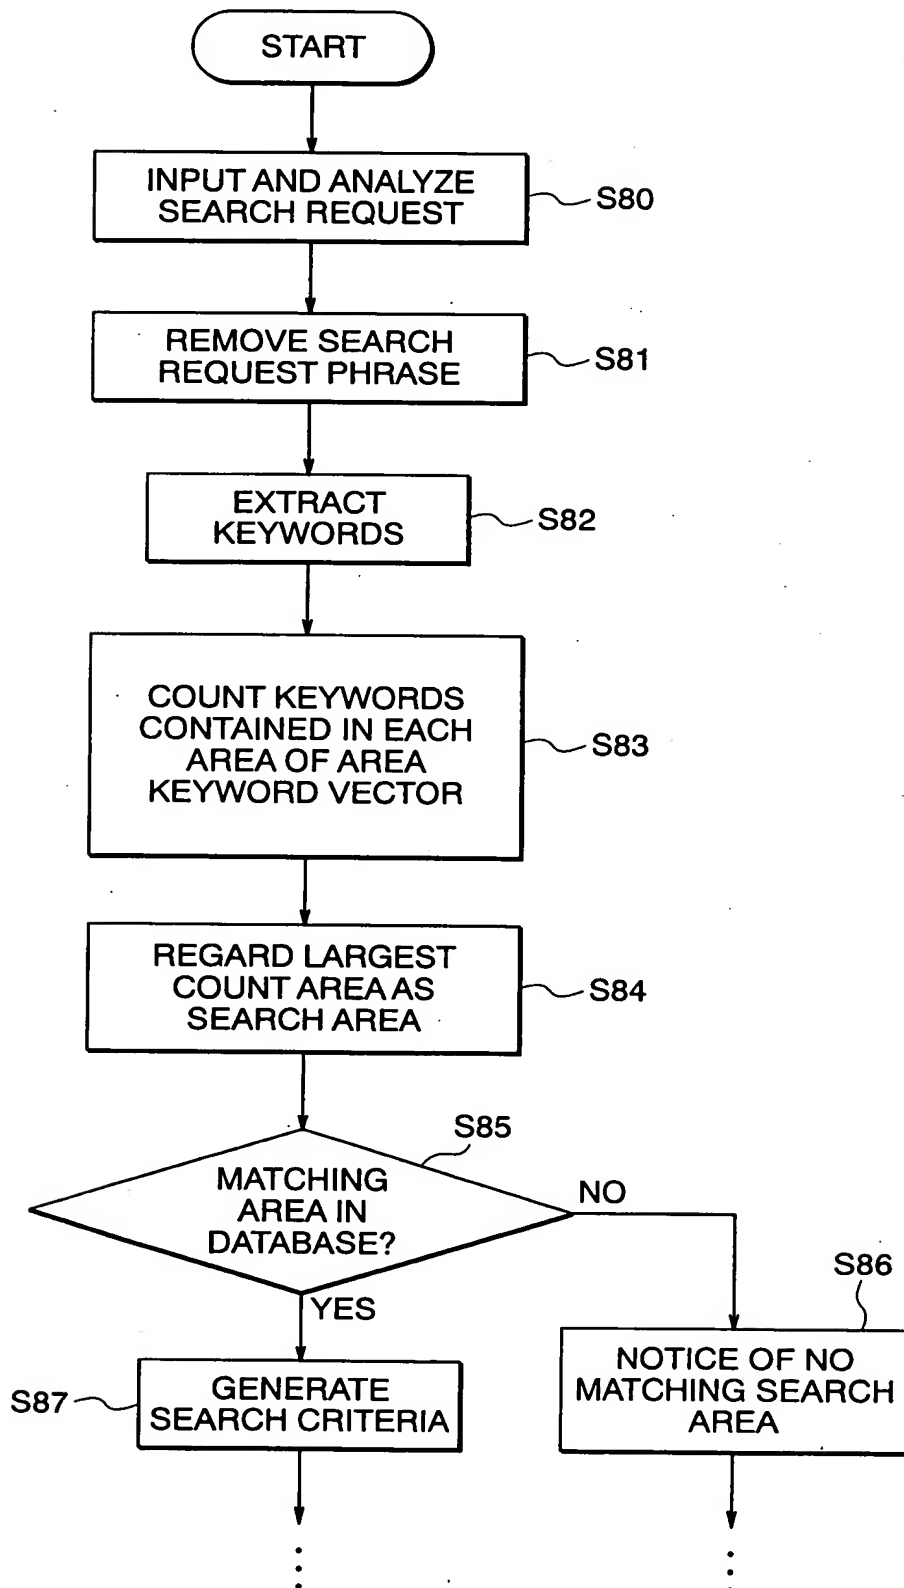 START
INPUT AND ANALYZE
SEARCH REQUEST
S80
REMOVE SEARCH
REQUEST PHRASE
S81
EXTRACT
KEYWORDS
S82
COUNT KEYWORDS
CONTAINED IN EACH
AREA OF AREA
KEYWORD VECTOR
S83
REGARD LARGEST
COUNT AREA AS
SEARCH AREA
S84
S85
MATCHING
AREA IN
DATABASE?
NO
YES
S86
NOTICE OF NO
MATCHING SEARCH
AREA
S87
GENERATE
SEARCH CRITERIA